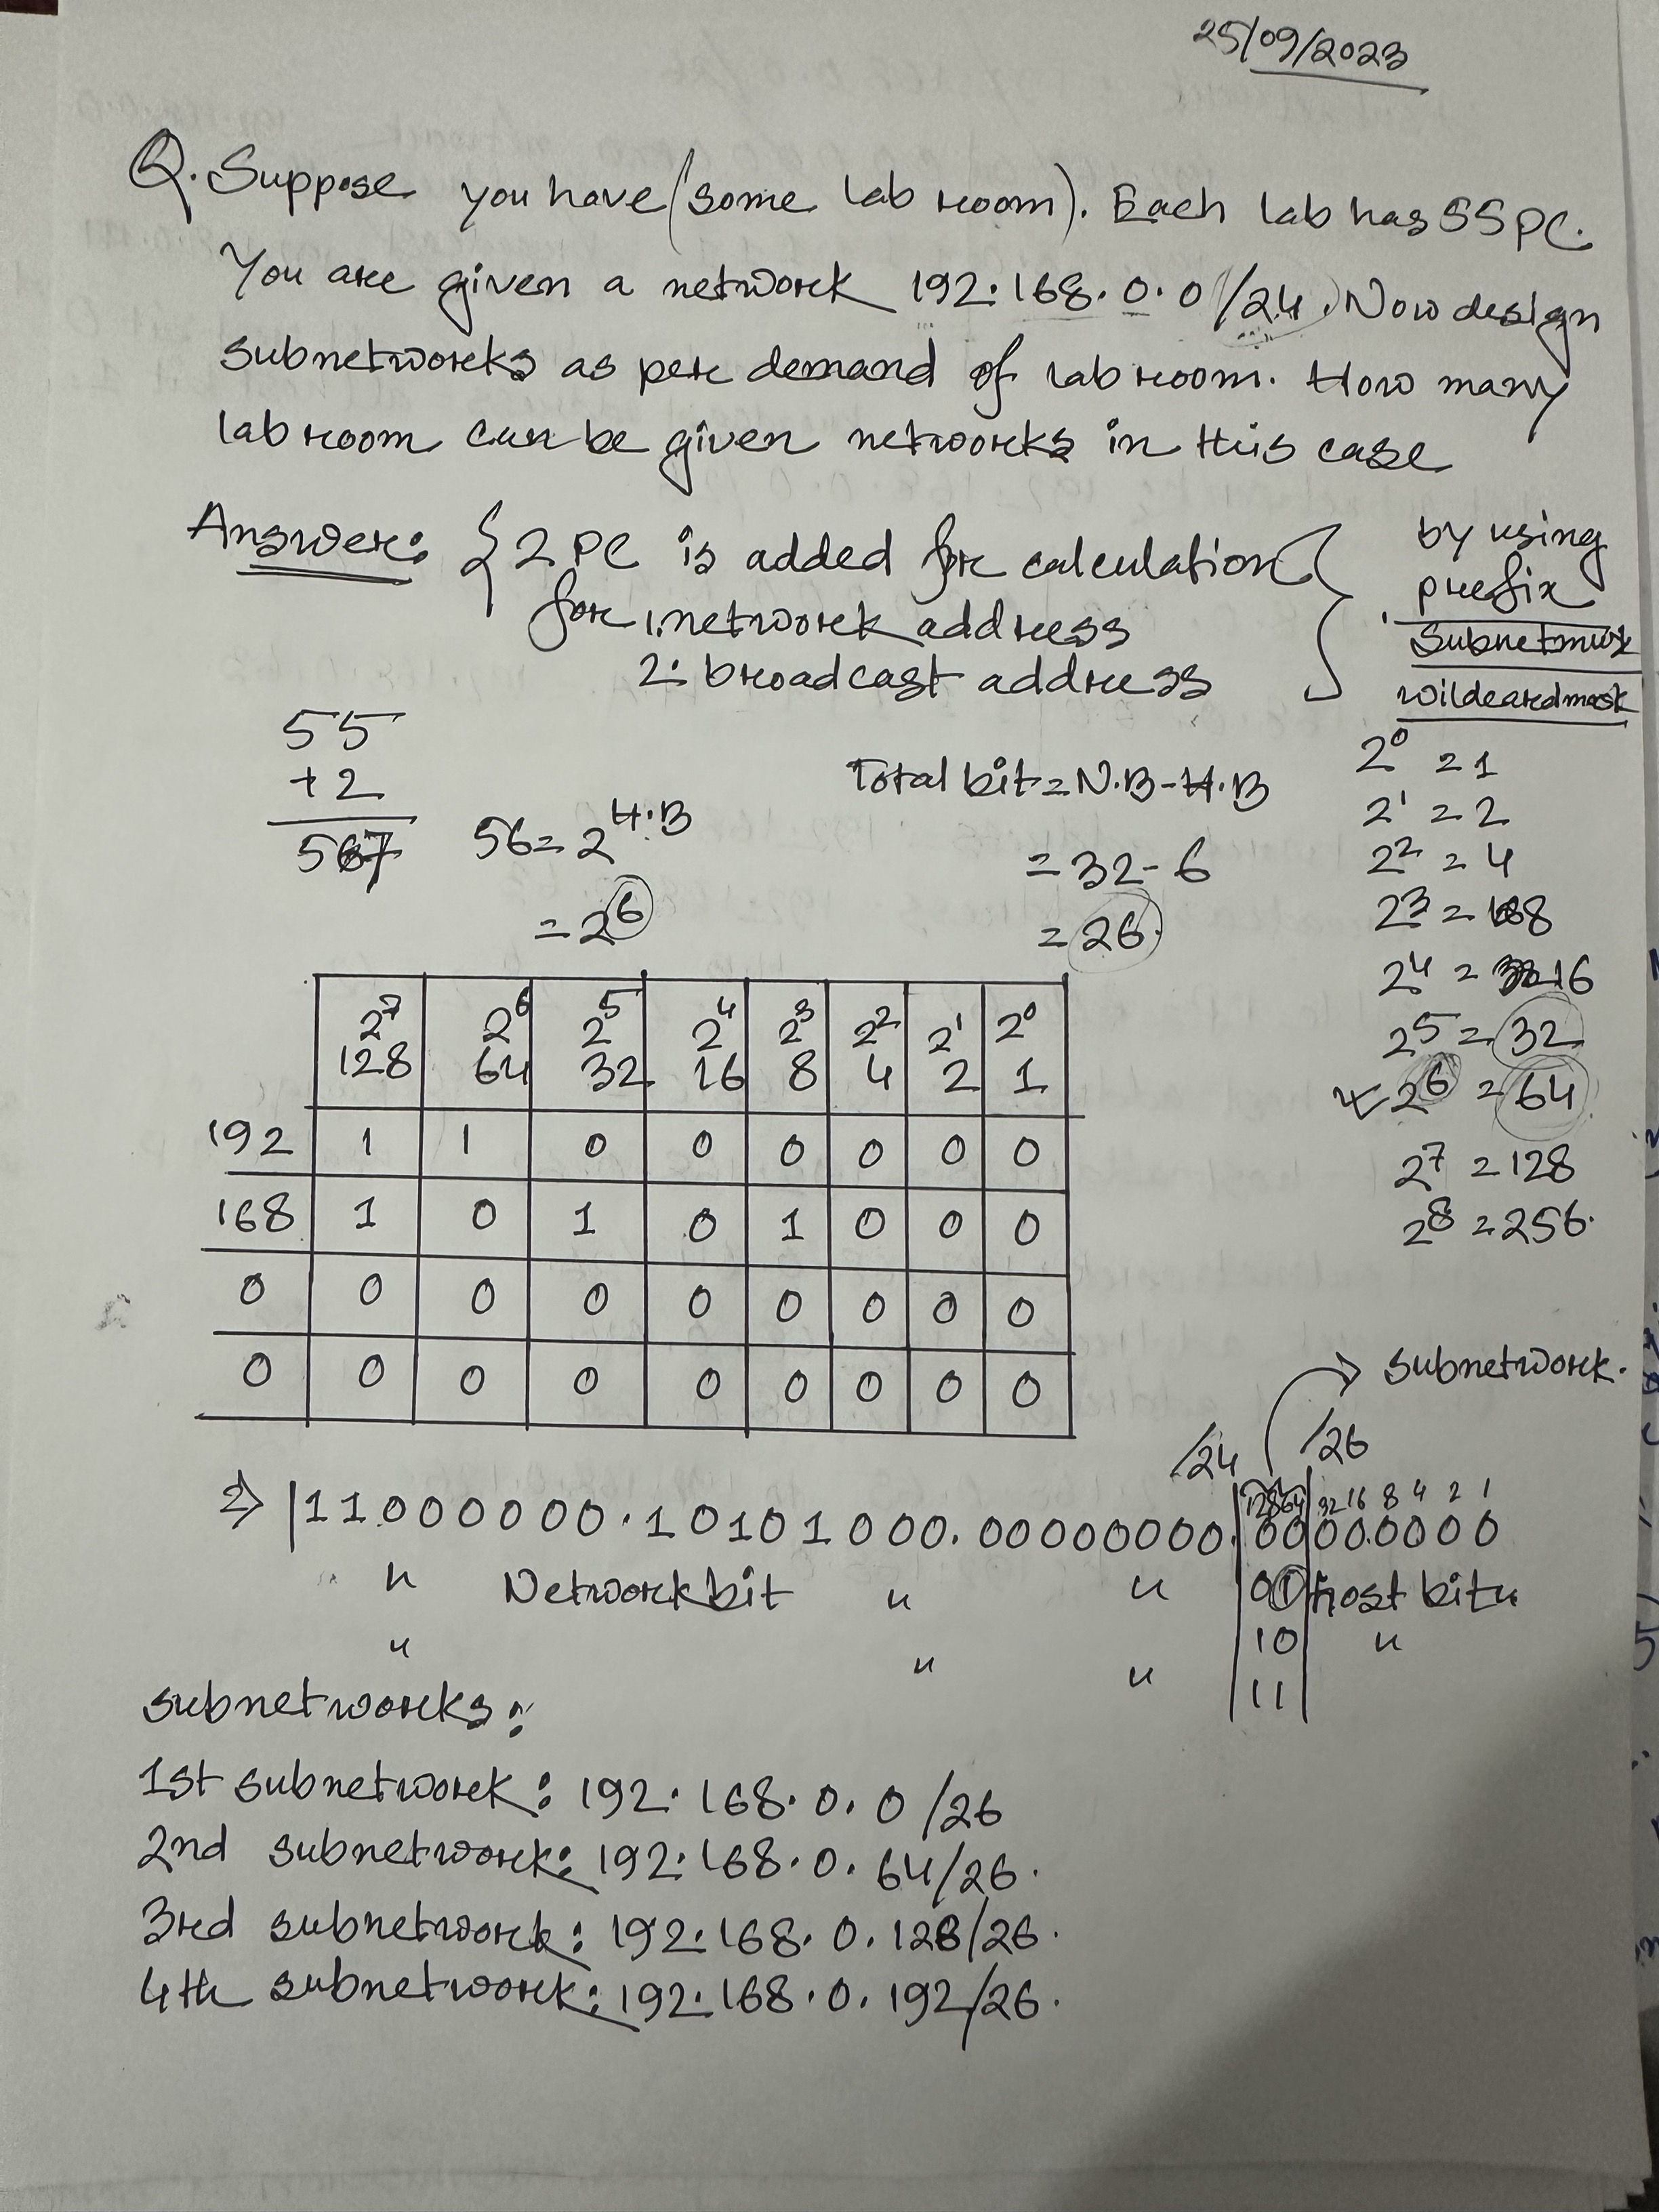 25/09/2023
Q. Suppose you have (some lab room). Each lab has 55 PC.
You are given a network 192.168.0.0/24. Now design
subnetworks as per demand of lab room. How many
lab room can be given networks in this case
Answer: { 2 PC is added for calculation
for 1. network address
2. broadcast address }
by using
prefix
Subnetmask
wildcardmask
55
+2
57
56 = 2^H.B
= 2^6
Total bit = N.B - H.B
= 32 - 6
= 26.
2^0 = 1
2^1 = 2
2^2 = 4
2^3 = 8
2^4 = 16
2^5 = 32
2^6 = 64
2^7 = 128
2^8 = 256.
2^7 2^6 2^5 2^4 2^3 2^2 2^1 2^0
128 64 32 16 8 4 2 1
192 1 1 0 0 0 0 0 0
168 1 0 1 0 1 0 0 0
0 0 0 0 0 0 0 0 0
0 0 0 0 0 0 0 0 0
subnetwork.
/24 /26
128 64 32 16 8 4 2 1
⇒ |11000000.10101000.00000000.|00|00.0000
" Network bit " " |01| host bit "
" " " |10| "
|11|
subnetworks:
1st subnetwork: 192.168.0.0/26
2nd subnetwork: 192.168.0.64/26.
3rd subnetwork: 192.168.0.128/26.
4th subnetwork: 192.168.0.192/26.